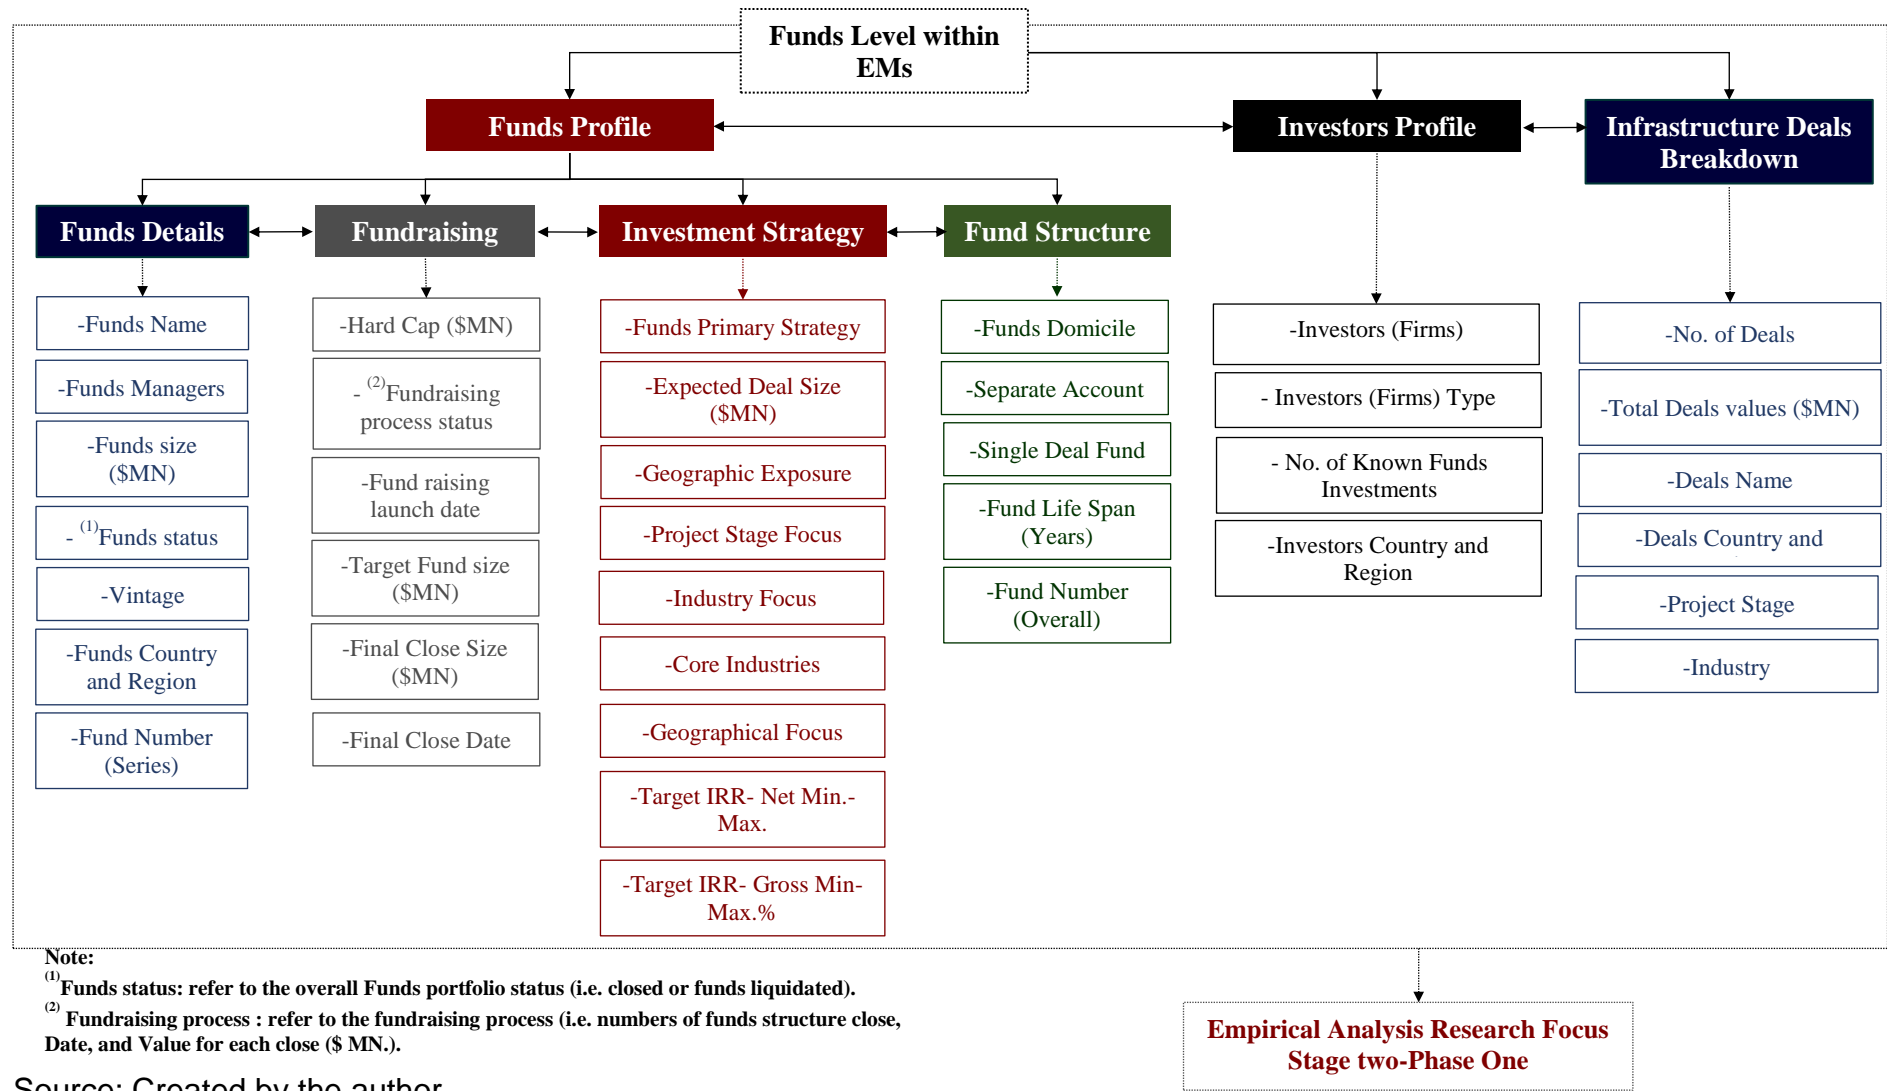 Funds Level within
EMs
Funds Profile
Investors Profile
Infrastructure Deals
Breakdown
Funds Details
Fundraising
Investment Strategy
Fund Structure
-Funds Name
-Funds Managers
-Funds size
($MN)
- (1)Funds status
-Vintage
-Funds Country
and Region
-Fund Number
(Series)
-Hard Cap ($MN)
- (2)Fundraising
process status
-Fund raising
launch date
-Target Fund size
($MN)
-Final Close Size
($MN)
-Final Close Date
-Funds Primary Strategy
-Expected Deal Size
($MN)
-Geographic Exposure
-Project Stage Focus
-Industry Focus
-Core Industries
-Geographical Focus
-Target IRR- Net Min.-
Max.
-Target IRR- Gross Min-
Max.%
-Funds Domicile
-Separate Account
-Single Deal Fund
-Fund Life Span
(Years)
-Fund Number
(Overall)
-Investors (Firms)
- Investors (Firms) Type
- No. of Known Funds
Investments
-Investors Country and
Region
-No. of Deals
-Total Deals values ($MN)
-Deals Name
-Deals Country and
-Project Stage
-Industry
Note:
(1)Funds status: refer to the overall Funds portfolio status (i.e. closed or funds liquidated).
(2) Fundraising process : refer to the fundraising process (i.e. numbers of funds structure close,
Date, and Value for each close ($ MN.).
Empirical Analysis Research Focus
Stage two-Phase One
Source: Created by the author